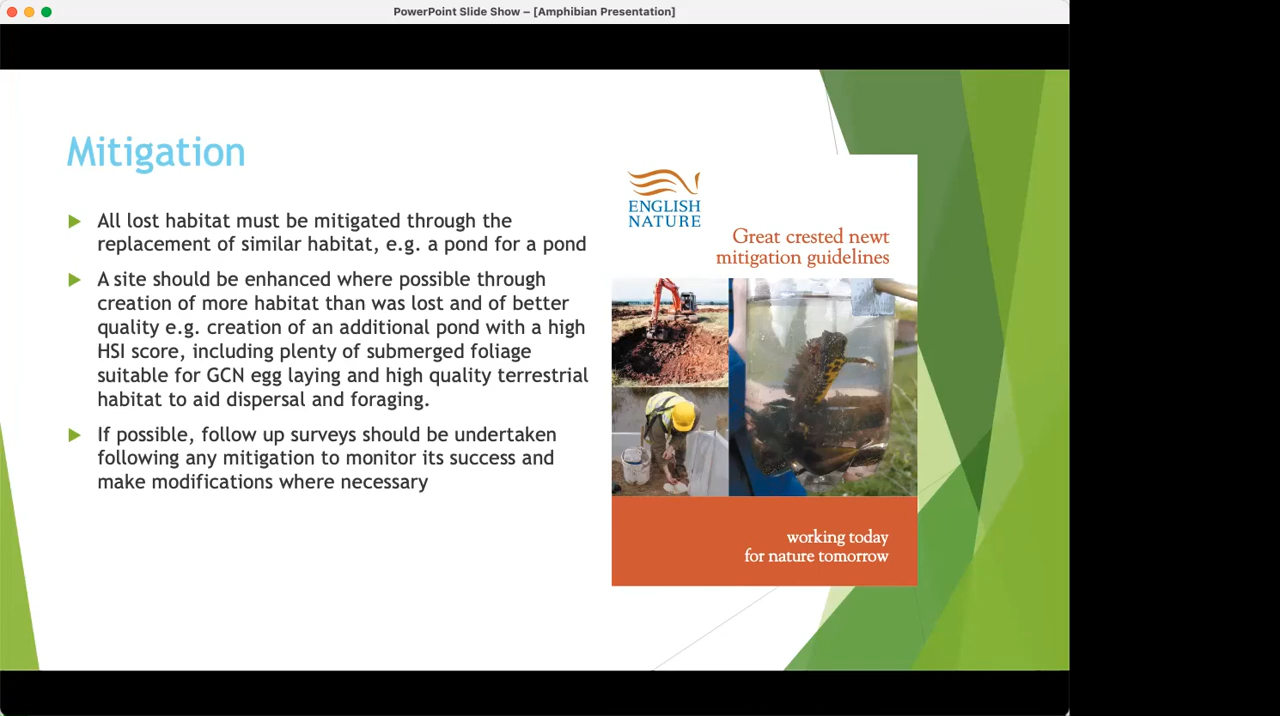 PowerPoint Slide Show – [Amphibian Presentation]
Mitigation
All lost habitat must be mitigated through the
replacement of similar habitat, e.g. a pond for a pond
A site should be enhanced where possible through
creation of more habitat than was lost and of better
quality e.g. creation of an additional pond with a high
HSI score, including plenty of submerged foliage
suitable for GCN egg laying and high quality terrestrial
habitat to aid dispersal and foraging.
If possible, follow up surveys should be undertaken
following any mitigation to monitor its success and
make modifications where necessary
ENGLISH
NATURE
Great crested newt
mitigation guidelines
working today
for nature tomorrow